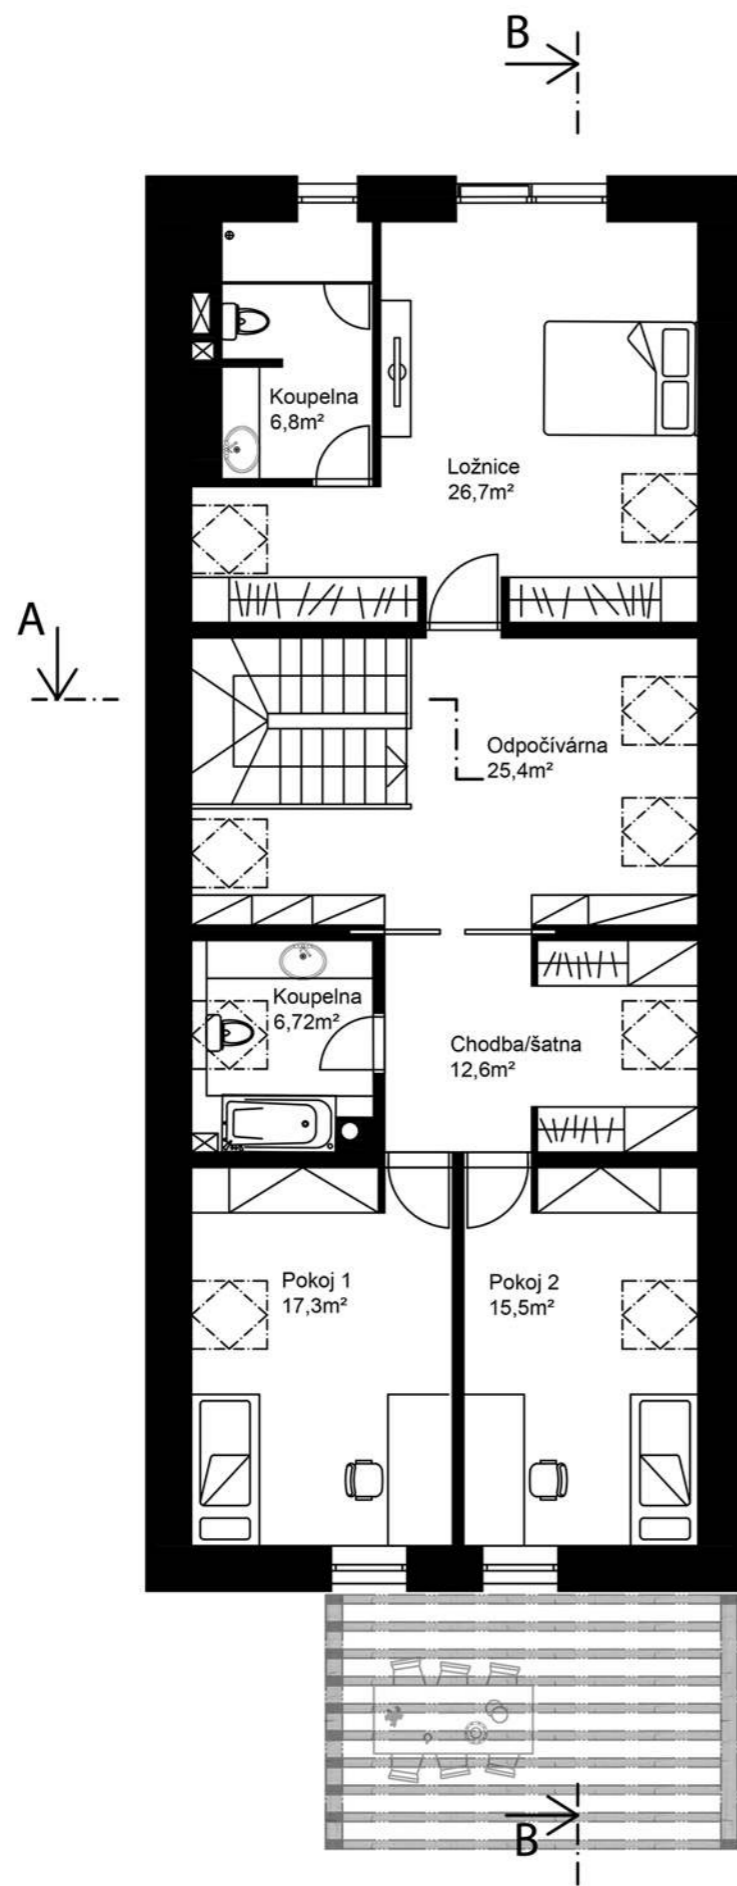 B
Koupelna
6,8m²
Ložnice
26,7m²
A
Odpočívárna
25,4m²
Koupelna
6,72m²
Chodba/šatna
12,6m²
Pokoj 1
17,3m²
Pokoj 2
15,5m²
B